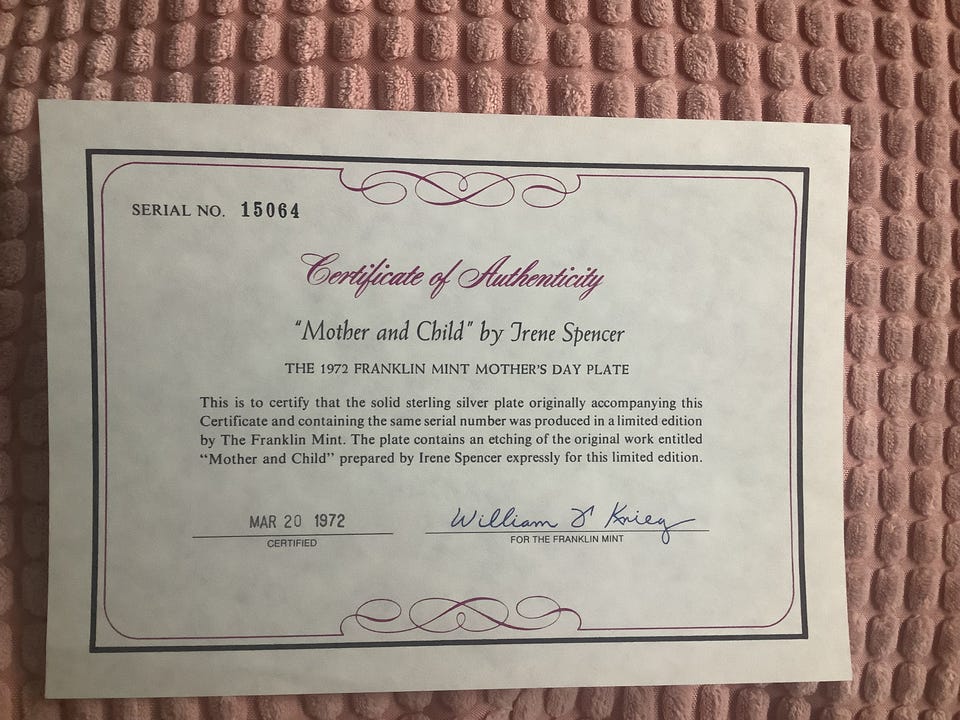 SERIAL NO. 15064
Certificate of Authenticity
"Mother and Child" by Irene Spencer
THE 1972 FRANKLIN MINT MOTHER'S DAY PLATE
This is to certify that the solid sterling silver plate originally accompanying this
Certificate and containing the same serial number was produced in a limited edition
by The Franklin Mint. The plate contains an etching of the original work entitled
"Mother and Child" prepared by Irene Spencer expressly for this limited edition.
MAR 20 1972
CERTIFIED
William F Krieg
FOR THE FRANKLIN MINT